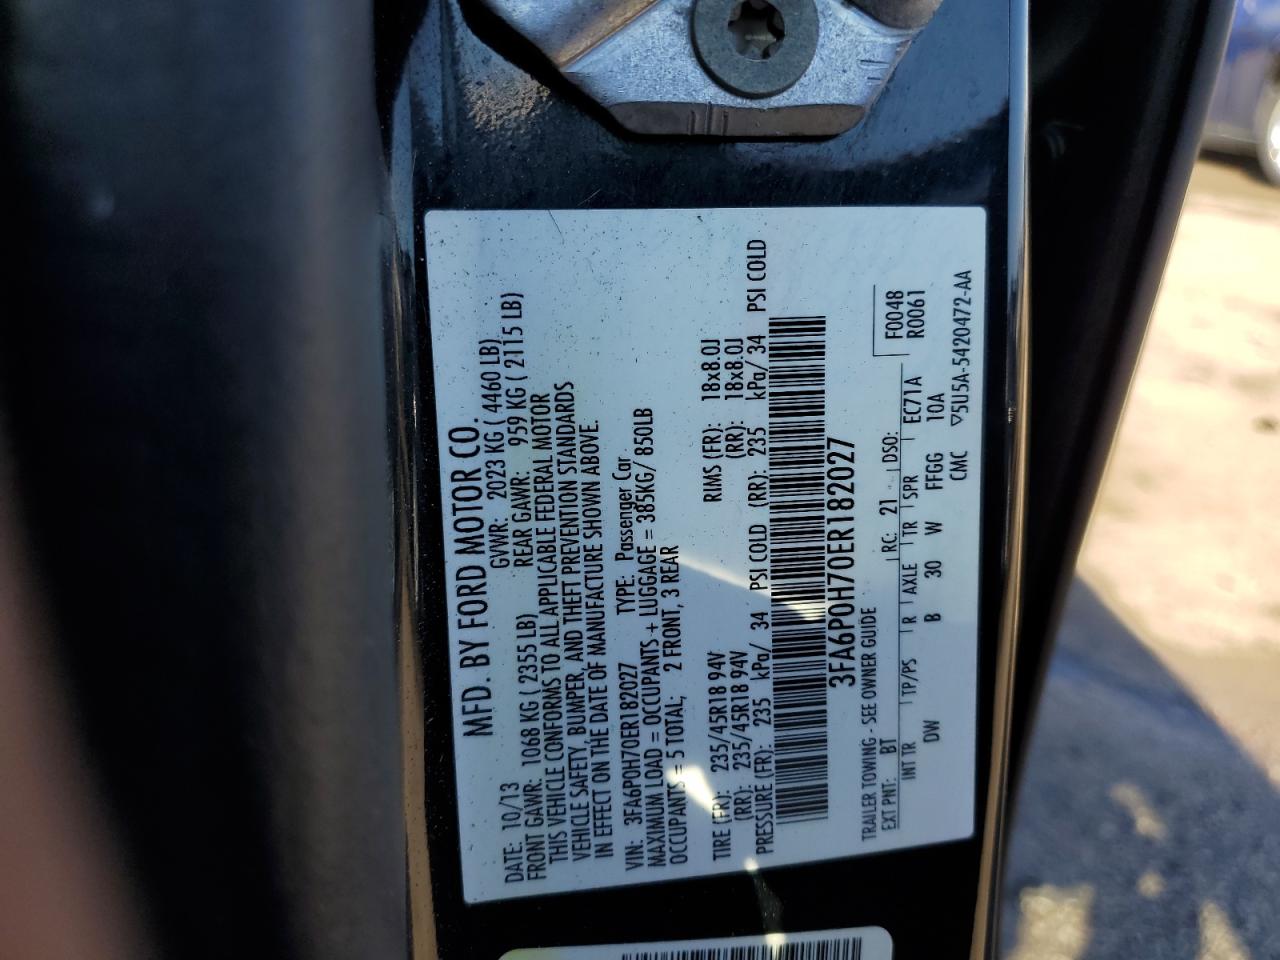 MFD. BY FORD MOTOR CO.
DATE: 10/13 GVWR: 2023 KG ( 4460 LB)
FRONT GAWR: 1068 KG ( 2355 LB) REAR GAWR: 959 KG ( 2115 LB)
THIS VEHICLE CONFORMS TO ALL APPLICABLE FEDERAL MOTOR
VEHICLE SAFETY, BUMPER, AND THEFT PREVENTION STANDARDS
IN EFFECT ON THE DATE OF MANUFACTURE SHOWN ABOVE.
VIN: 3FA6P0H70ER182027 TYPE: Passenger Car
MAXIMUM LOAD = OCCUPANTS + LUGGAGE = 385KG/ 850LB
OCCUPANTS = 5 TOTAL; 2 FRONT, 3 REAR
TIRE (FR): 235/45R18 94V RIMS (FR): 18x8.0J
(RR): 235/45R18 94V (RR): 18x8.0J
PRESSURE (FR): 235 kPa/ 34 PSI COLD (RR): 235 kPa/ 34 PSI COLD
3FA6P0H70ER182027
TRAILER TOWING - SEE OWNER GUIDE
EXT PNT: BT RC: 21 DSO: F0048
INT TR TP/PS R AXLE TR SPR EC71A R0061
DW B 30 W FFGG 10A
CMC ▽5U5A-5420472-AA